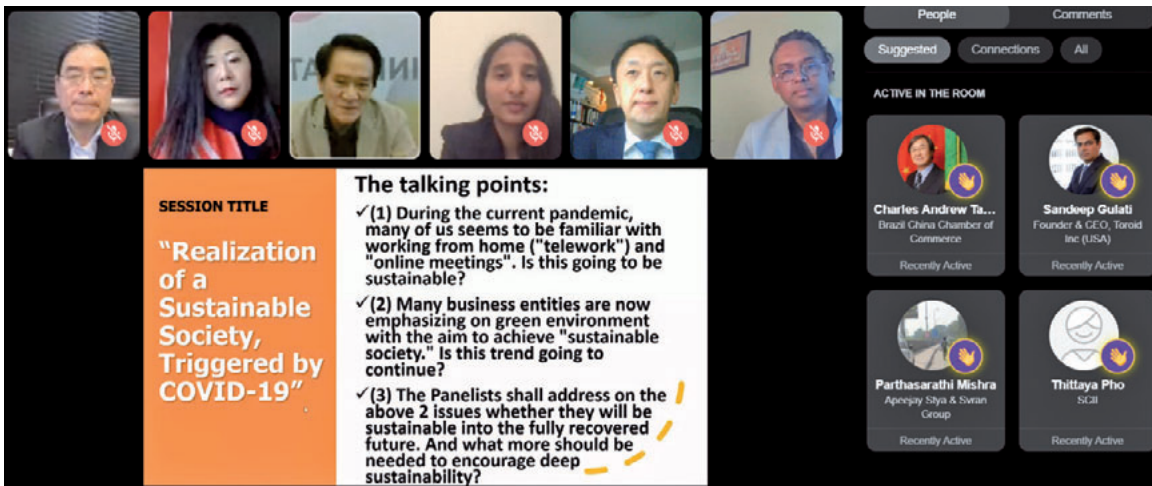 INI
TAT
People
Comments
Suggested
Connections
All
ACTIVE IN THE ROOM
Charles Andrew Ta...
Brazil China Chamber of
Commerce
Recently Active
Sandeep Gulati
Founder & CEO, Toroid
Inc (USA)
Recently Active
Parthasarathi Mishra
Apeejay Stya & Svran
Group
Recently Active
Thittaya Pho
SCII
Recently Active
SESSION TITLE
“Realization
of a
Sustainable
Society,
Triggered by
COVID-19”
The talking points:
✓(1) During the current pandemic,
many of us seems to be familiar with
working from home ("telework") and
"online meetings". Is this going to be
sustainable?
✓(2) Many business entities are now
emphasizing on green environment
with the aim to achieve "sustainable
society." Is this trend going to
continue?
✓(3) The Panelists shall address on the
above 2 issues whether they will be
sustainable into the fully recovered
future. And what more should be
needed to encourage deep
sustainability?